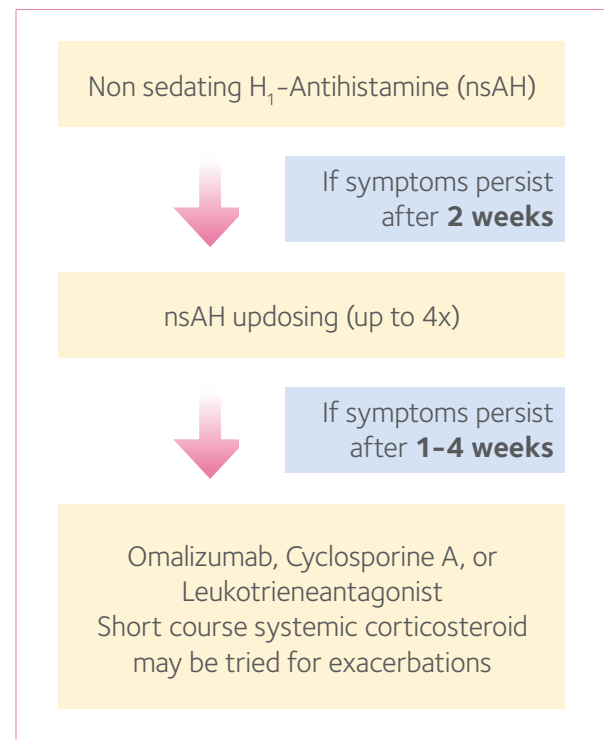 Non sedating H₁-Antihistamine (nsAH)
If symptoms persist
after 2 weeks
nsAH updosing (up to 4x)
If symptoms persist
after 1–4 weeks
Omalizumab, Cyclosporine A, or
Leukotrieneantagonist
Short course systemic corticosteroid
may be tried for exacerbations